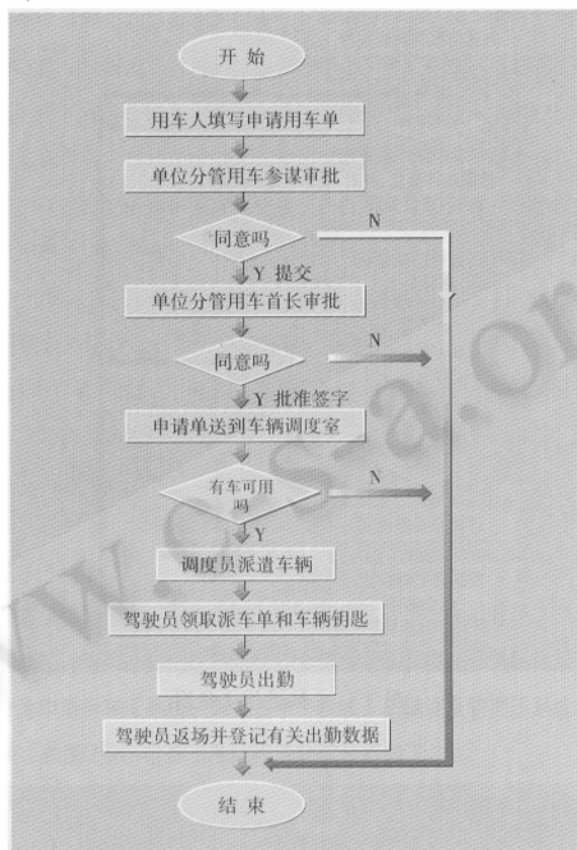 开 始
用车人填写申请用车单
单位分管用车参谋审批
同意吗
N
Y 提交
单位分管用车首长审批
同意吗
N
Y 批准签字
申请单送到车辆调度室
有车可用
吗
N
Y
调度员派遣车辆
驾驶员领取派车单和车辆钥匙
驾驶员出勤
驾驶员返场并登记有关出勤数据
结 束